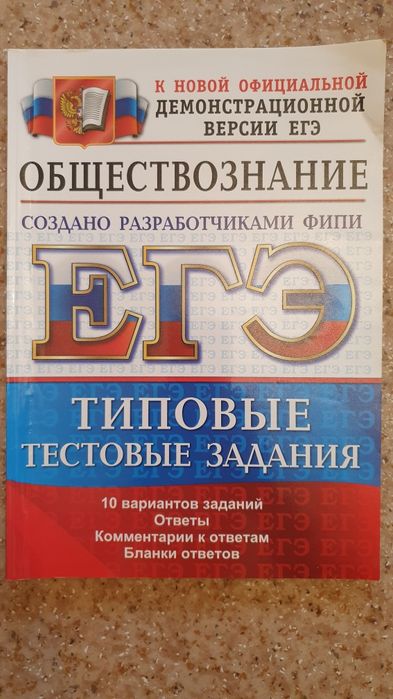 К НОВОЙ ОФИЦИАЛЬНОЙ
ДЕМОНСТРАЦИОННОЙ
ВЕРСИИ ЕГЭ
ОБЩЕСТВОЗНАНИЕ
СОЗДАНО РАЗРАБОТЧИКАМИ ФИПИ
ЕГЭ
ТИПОВЫЕ
ТЕСТОВЫЕ ЗАДАНИЯ
10 вариантов заданий
Ответы
Комментарии к ответам
Бланки ответов